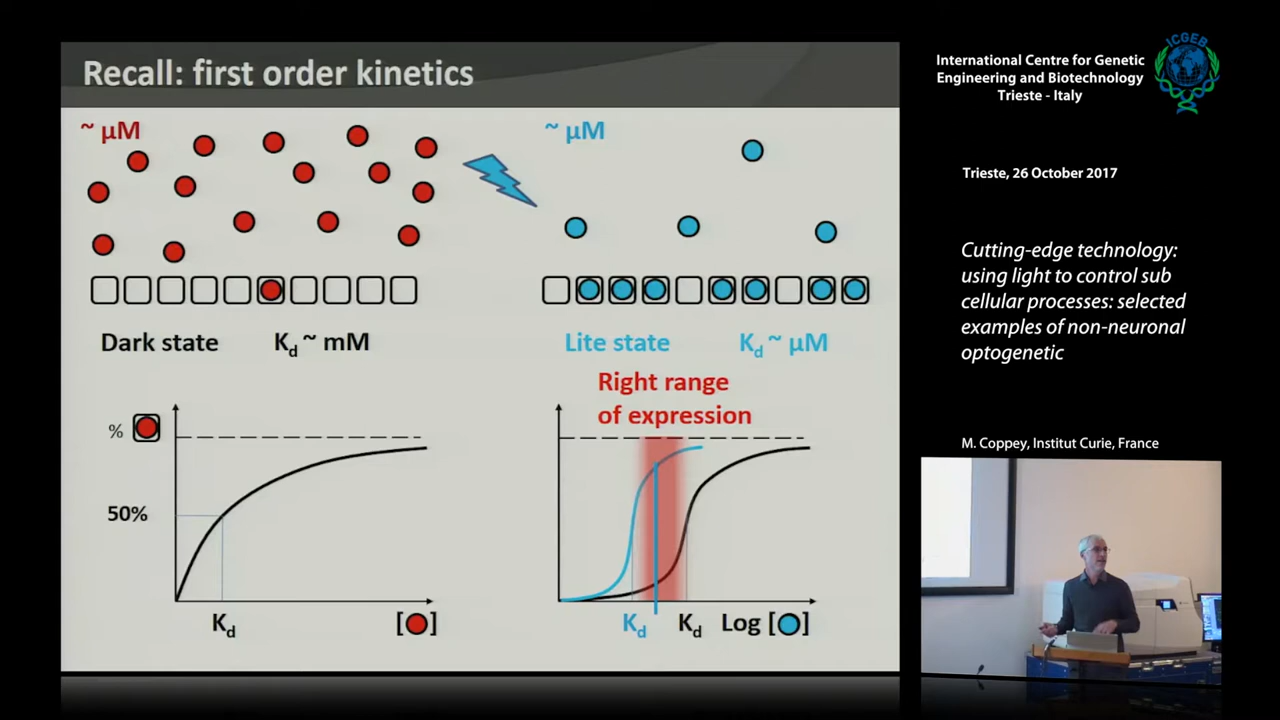 Recall: first order kinetics
~ µM
~ µM
Dark state
Kd ~ mM
Lite state
Kd ~ µM
Right range
of expression
%
50%
Kd
[ ]
Kd
Kd
Log [ ]
ICGEB
International Centre for Genetic
Engineering and Biotechnology
Trieste - Italy
Trieste, 26 October 2017
Cutting-edge technology:
using light to control sub
cellular processes: selected
examples of non-neuronal
optogenetic
M. Coppey, Institut Curie, France